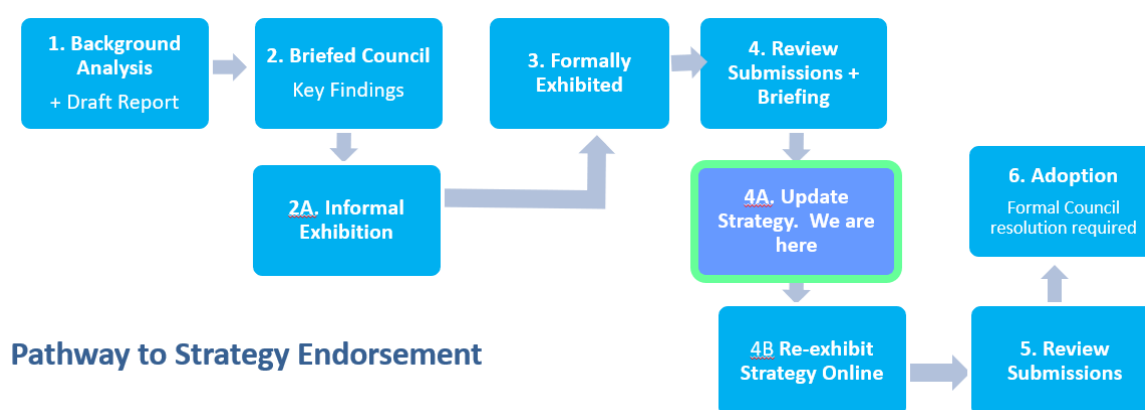 1. Background
Analysis
+ Draft Report
2. Briefed Council
Key Findings
2A. Informal
Exhibition
3. Formally
Exhibited
4. Review
Submissions +
Briefing
4A. Update
Strategy.  We are
here
4B Re-exhibit
Strategy Online
5. Review
Submissions
6. Adoption
Formal Council
resolution required
Pathway to Strategy Endorsement